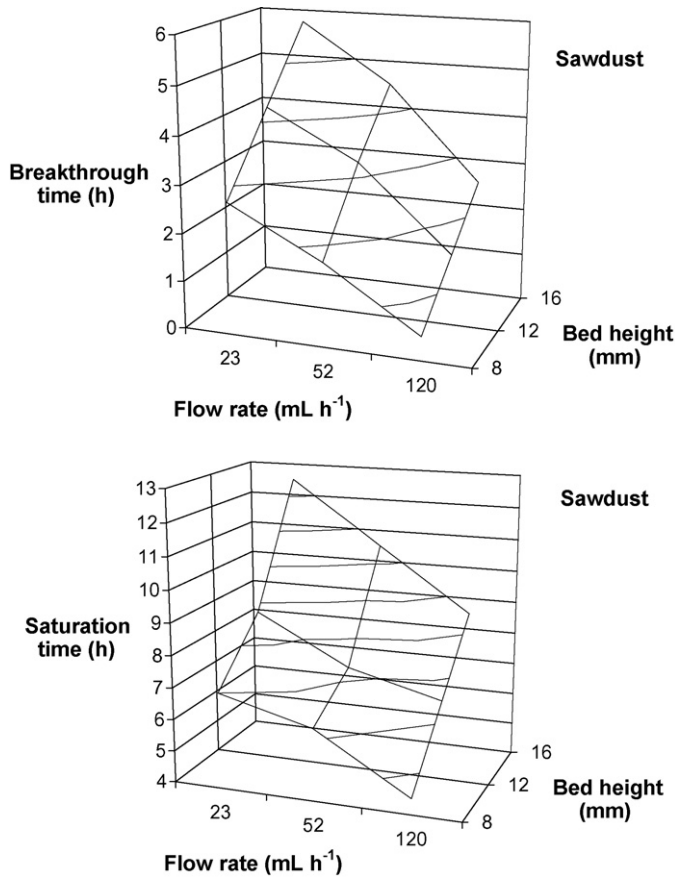 6
Sawdust
5
4
Breakthrough
time (h)
3
2
1
0
16
12
8
Bed height
(mm)
23
52
120
Flow rate (mL h⁻¹)
13
Sawdust
12
11
10
Saturation
time (h)
9
8
7
6
5
4
16
12
8
Bed height
(mm)
23
52
120
Flow rate (mL h⁻¹)